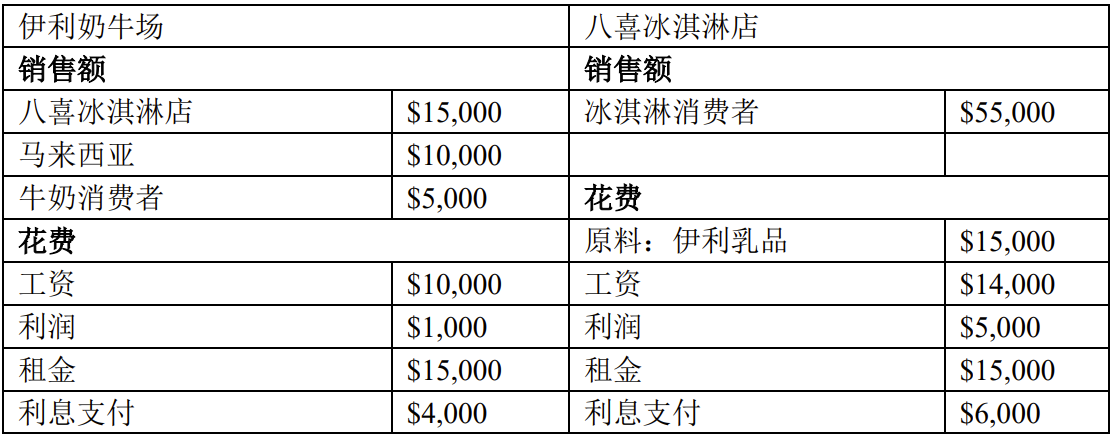 伊利奶牛场 八喜冰淇淋店
销售额 销售额
八喜冰淇淋店 $15,000 冰淇淋消费者 $55,000
马来西亚 $10,000
牛奶消费者 $5,000 花费
花费 原料：伊利乳品 $15,000
工资 $10,000 工资 $14,000
利润 $1,000 利润 $5,000
租金 $15,000 租金 $15,000
利息支付 $4,000 利息支付 $6,000